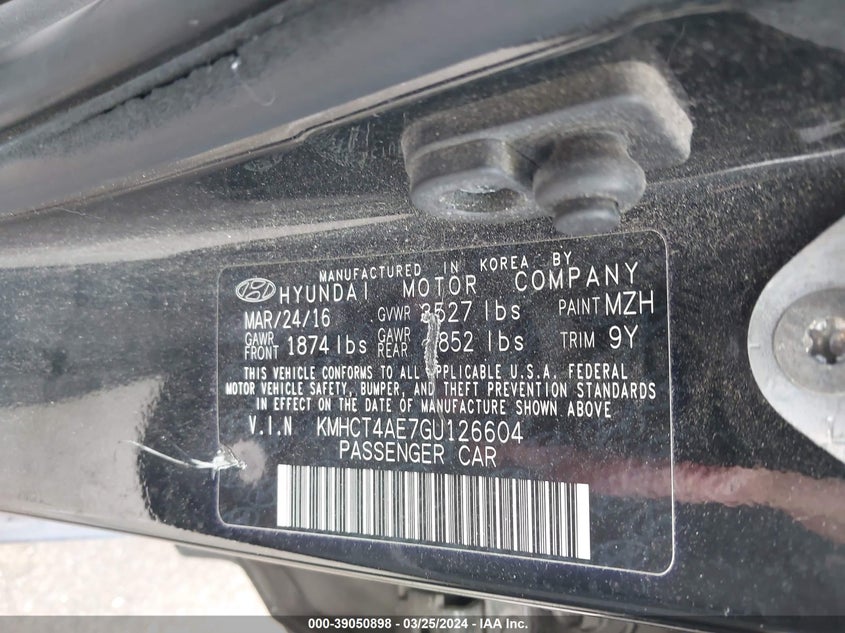 MANUFACTURED IN KOREA BY
HYUNDAI MOTOR COMPANY
MAR/24/16 GVWR 3527 lbs PAINT MZH
GAWR FRONT 1874 lbs GAWR REAR 1852 lbs TRIM 9Y
THIS VEHICLE CONFORMS TO ALL APPLICABLE U.S.A. FEDERAL
MOTOR VEHICLE SAFETY, BUMPER, AND THEFT PREVENTION STANDARDS
IN EFFECT ON THE DATE OF MANUFACTURE SHOWN ABOVE
V.I.N KMHCT4AE7GU126604
PASSENGER CAR
000-39050898 - 03/25/2024 - © IAA Inc.